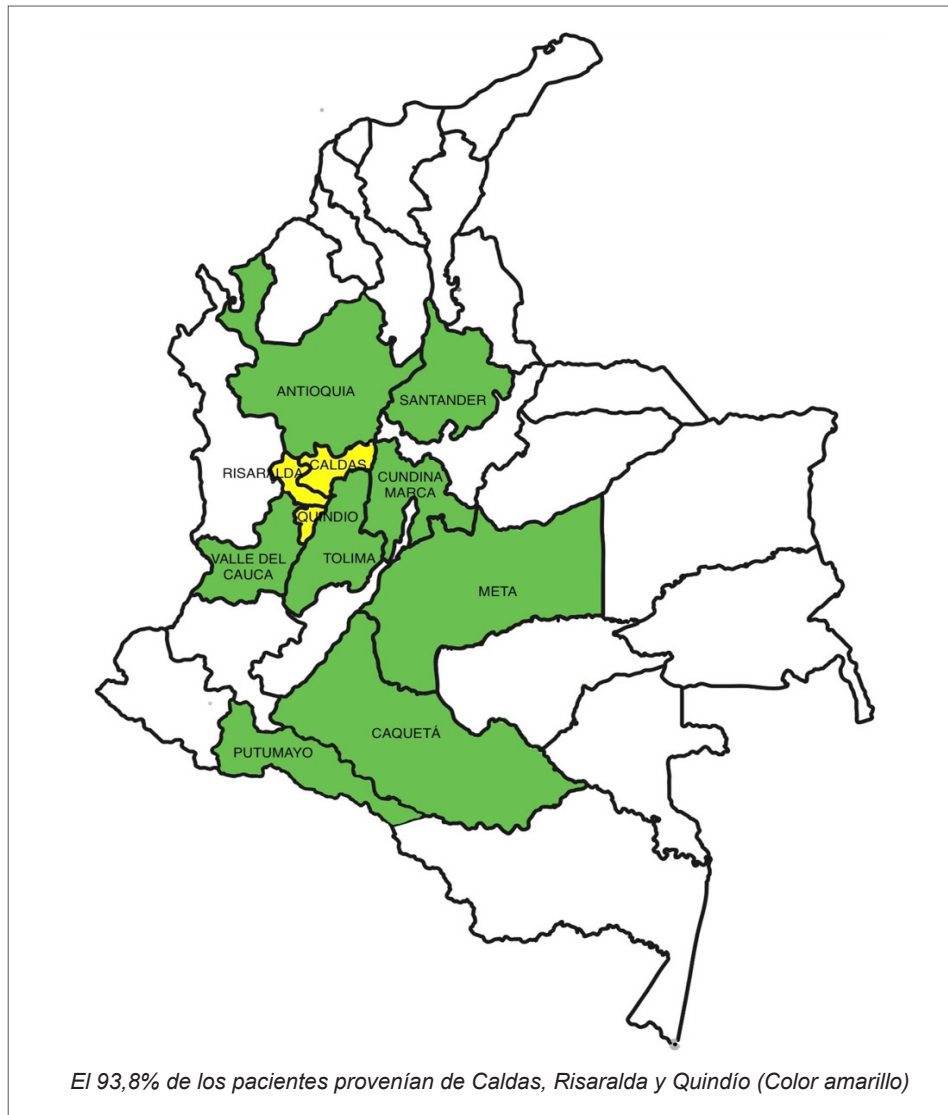 ANTIOQUIA
SANTANDER
RISARALDA
CALDAS
CUNDINA
MARCA
QUINDIO
VALLE DEL
CAUCA
TOLIMA
META
CAQUETÁ
PUTUMAYO
El 93,8% de los pacientes provenían de Caldas, Risaralda y Quindío (Color amarillo)